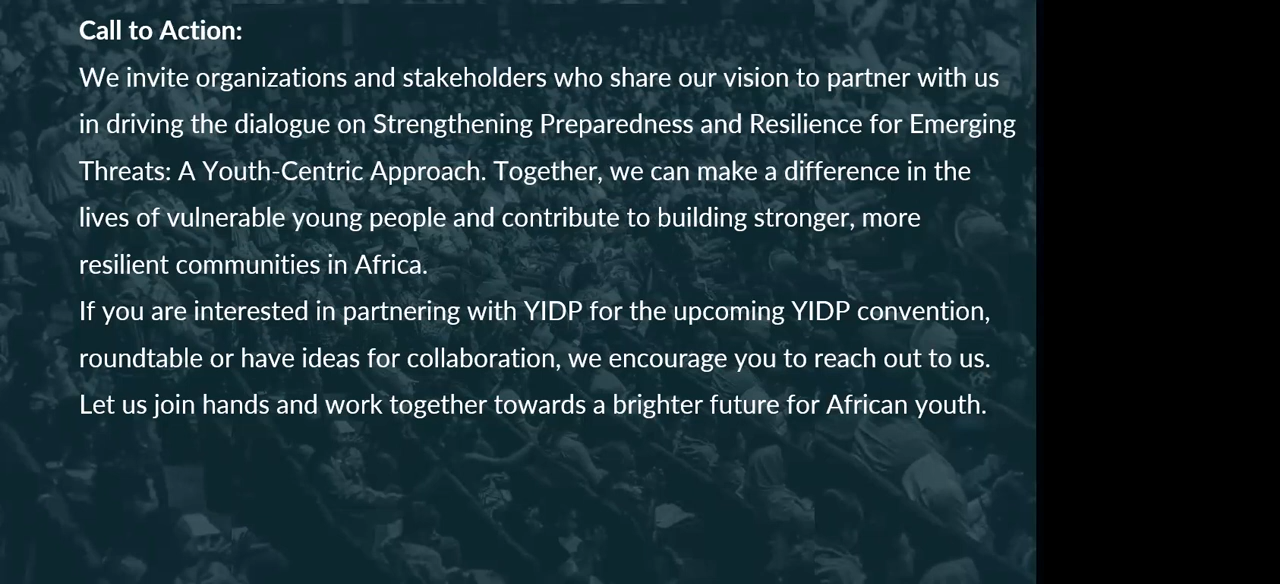 Call to Action:
We invite organizations and stakeholders who share our vision to partner with us
in driving the dialogue on Strengthening Preparedness and Resilience for Emerging
Threats: A Youth-Centric Approach. Together, we can make a difference in the
lives of vulnerable young people and contribute to building stronger, more
resilient communities in Africa.
If you are interested in partnering with YIDP for the upcoming YIDP convention,
roundtable or have ideas for collaboration, we encourage you to reach out to us.
Let us join hands and work together towards a brighter future for African youth.